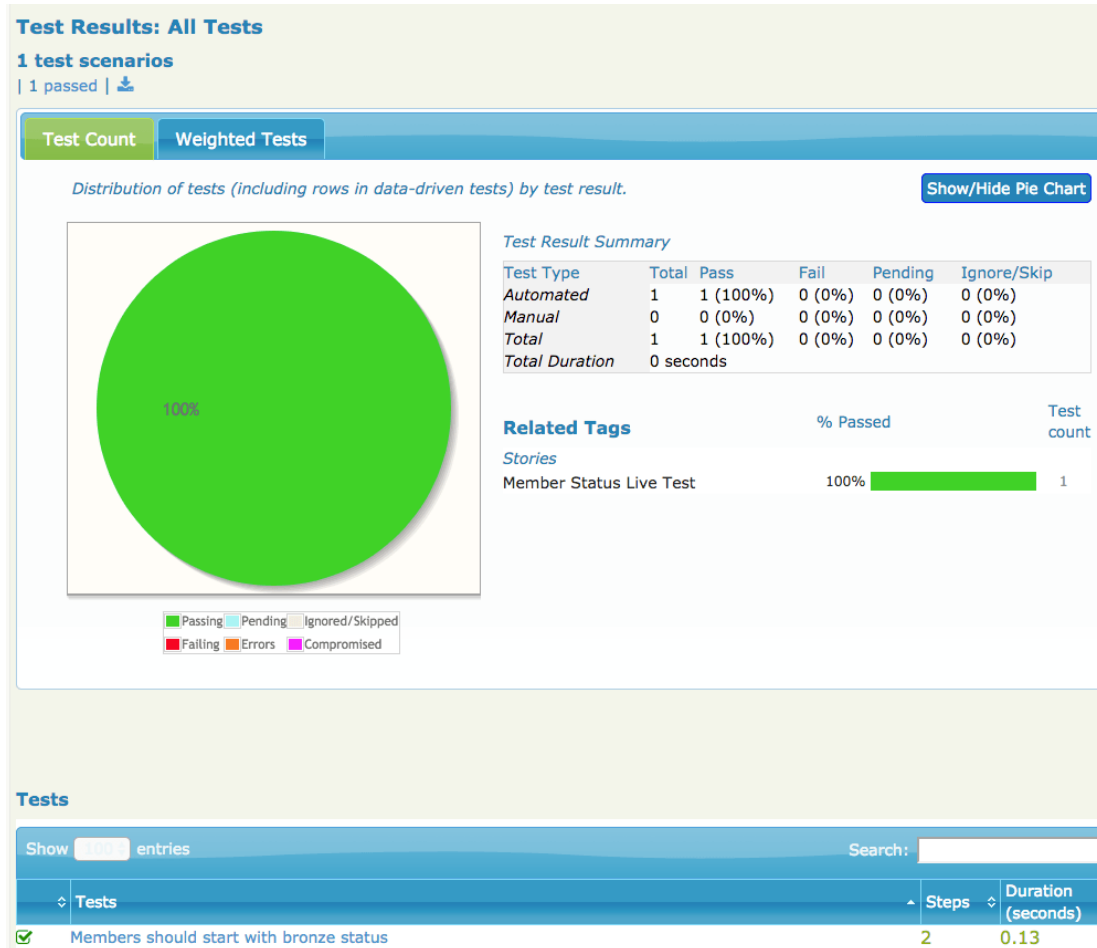 Test Results: All Tests
1 test scenarios
| 1 passed |
Test Count Weighted Tests
Distribution of tests (including rows in data-driven tests) by test result.
Show/Hide Pie Chart
100%
Passing Pending Ignored/Skipped
Failing Errors Compromised
Test Result Summary
Test Type Total Pass Fail Pending Ignore/Skip
Automated 1 1 (100%) 0 (0%) 0 (0%) 0 (0%)
Manual 0 0 (0%) 0 (0%) 0 (0%) 0 (0%)
Total 1 1 (100%) 0 (0%) 0 (0%) 0 (0%)
Total Duration 0 seconds
Related Tags % Passed Test count
Stories
Member Status Live Test 100% 1
Tests
Show 100 entries Search:
Tests Steps Duration (seconds)
Members should start with bronze status 2 0.13